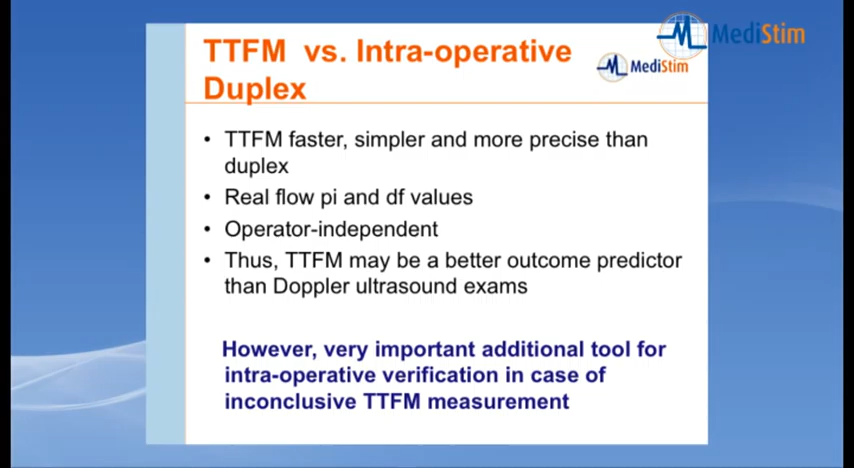 MediStim
TTFM vs. Intra-operative
Duplex
MediStim
• TTFM faster, simpler and more precise than
duplex
• Real flow pi and df values
• Operator-independent
• Thus, TTFM may be a better outcome predictor
than Doppler ultrasound exams
However, very important additional tool for
intra-operative verification in case of
inconclusive TTFM measurement